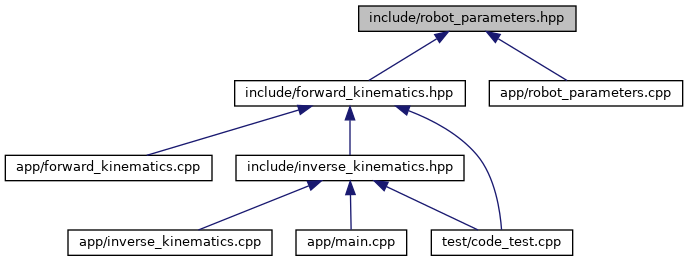 include/robot_parameters.hpp
include/forward_kinematics.hpp
app/robot_parameters.cpp
app/forward_kinematics.cpp
include/inverse_kinematics.hpp
app/inverse_kinematics.cpp
app/main.cpp
test/code_test.cpp